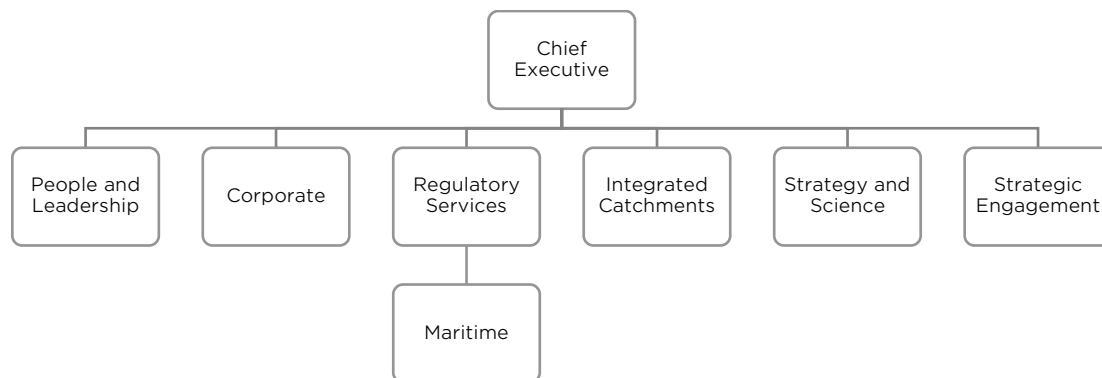 Chief
Executive
People and
Leadership
Corporate
Regulatory
Services
Integrated
Catchments
Strategy and
Science
Strategic
Engagement
Maritime